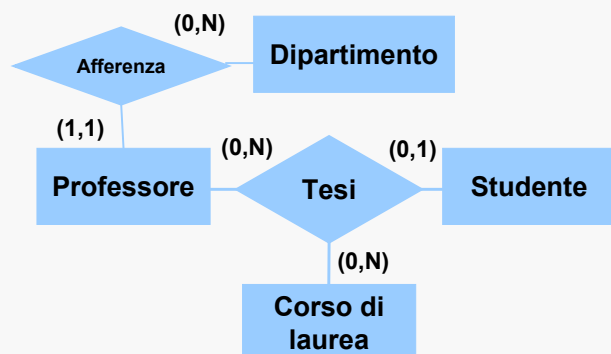 (0,N)
Dipartimento
Afferenza
(1,1)
(0,N)
(0,1)
Professore
Tesi
Studente
(0,N)
Corso di
laurea